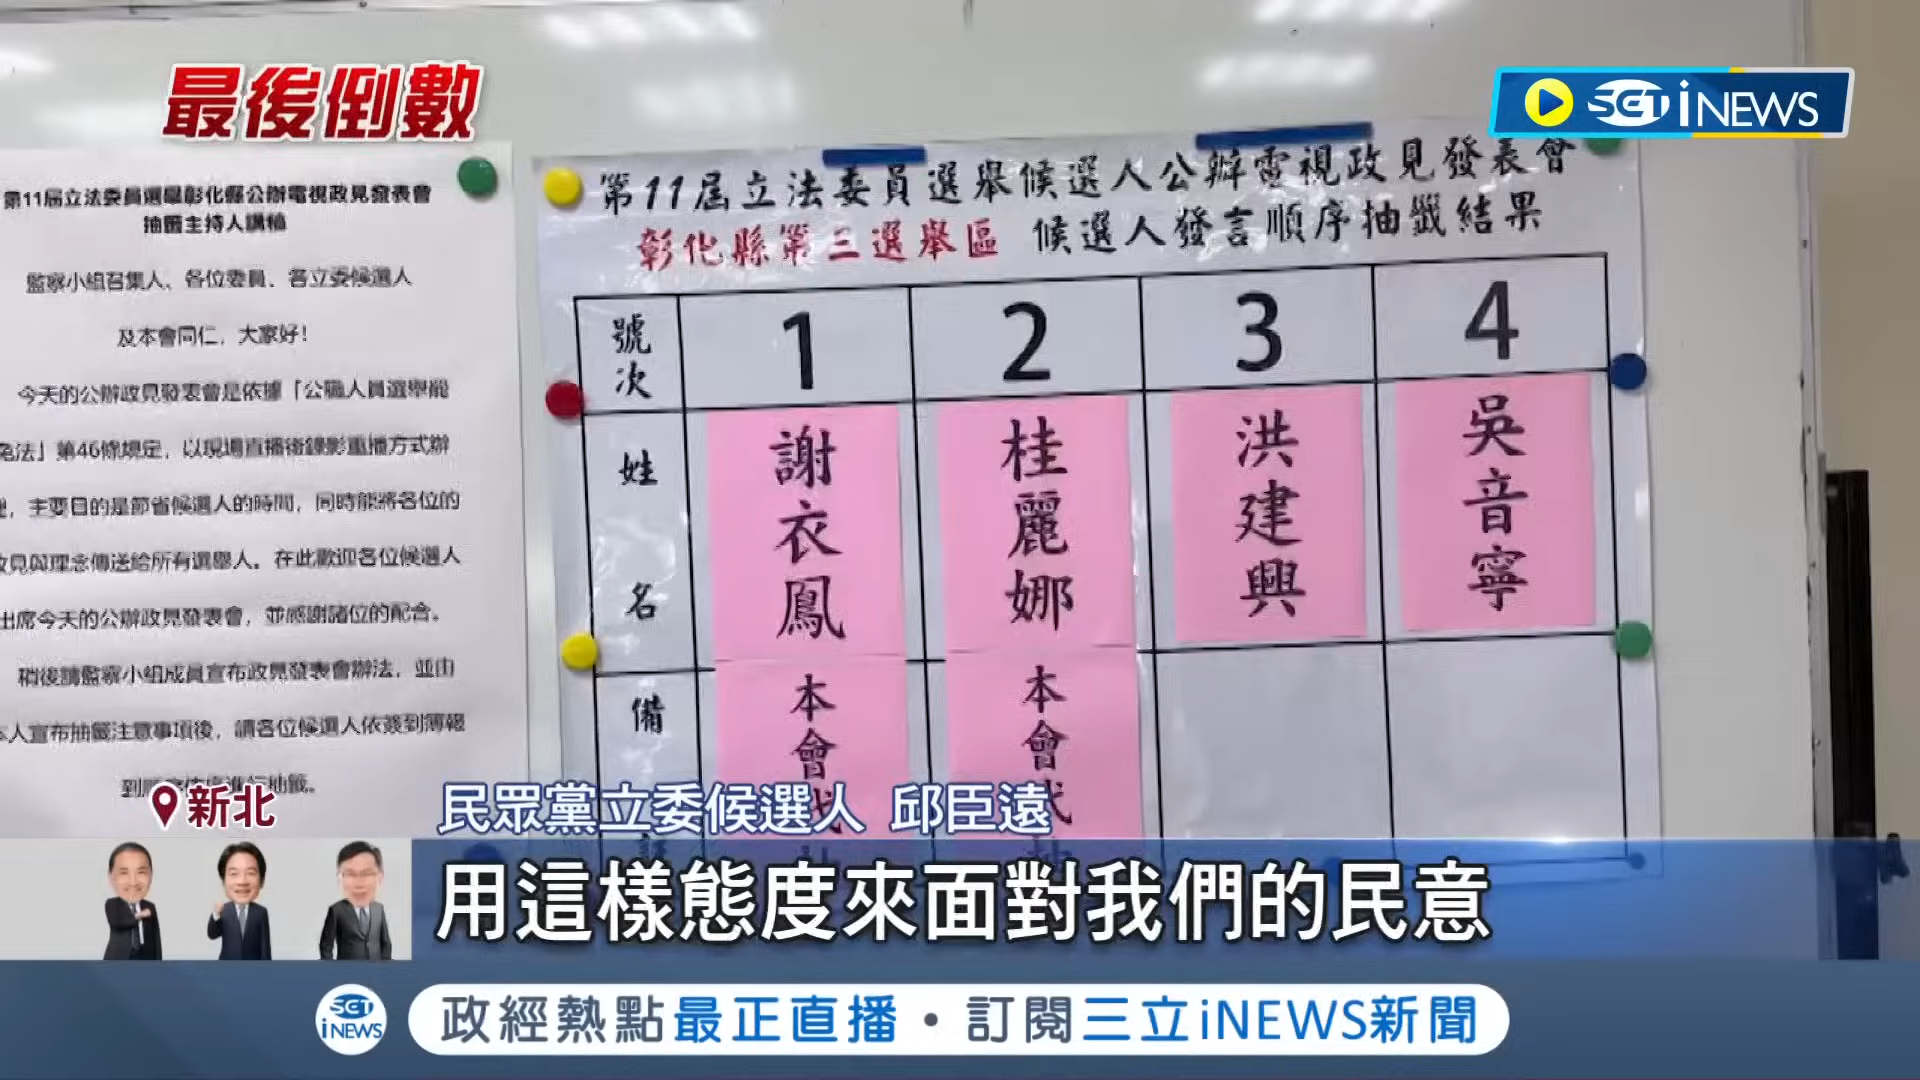 最後倒數
SET iNEWS
第11屆立法委員選舉彰化縣公辦電視政見發表會
抽籤主持人講稿
監察小組召集人、各位委員、各位立委候選人
及本會同仁，大家好！
今天的公辦政見發表會是依據「公職人員選舉罷
免法」第46條規定，以現場直播後錄影重播方式辦
理，主要目的是節省候選人的時間，同時能將各位的
政見與理念傳送給所有選舉人。在此歡迎各位候選人
出席今天的公辦政見發表會，並感謝諸位的配合。
稍後請監察小組成員宣布政見發表會辦法，並由
本人宣布抽籤注意事項後，請各位候選人依簽到簿報
到順序依序進行抽籤。
第11屆立法委員選舉候選人公辦電視政見發表會
彰化縣第三選舉區 候選人發言順序抽籤結果
號次 1 2 3 4
姓名 謝衣鳳 桂麗娜 洪建興 吳音寧
備 本會代 本會代
新北
民眾黨立委候選人 邱臣遠
用這樣態度來面對我們的民意
SET iNEWS
政經熱點最正直播・訂閱三立iNEWS新聞